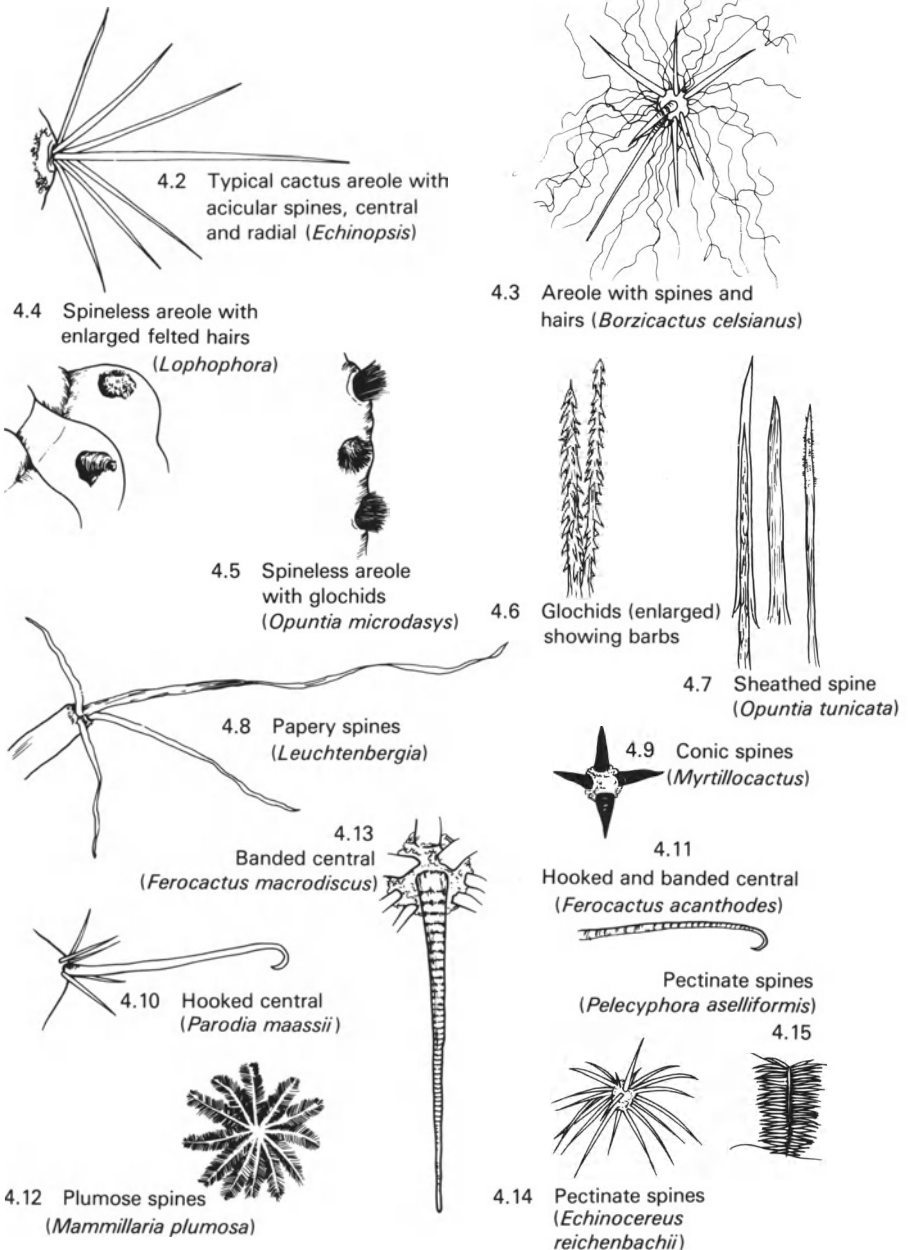 4.2 Typical cactus areole with
acicular spines, central
and radial (Echinopsis)
4.3 Areole with spines and
hairs (Borzicactus celsianus)
4.4 Spineless areole with
enlarged felted hairs
(Lophophora)
4.5 Spineless areole
with glochids
(Opuntia microdasys)
4.6 Glochids (enlarged)
showing barbs
4.7 Sheathed spine
(Opuntia tunicata)
4.8 Papery spines
(Leuchtenbergia)
4.9 Conic spines
(Myrtillocactus)
4.13
Banded central
(Ferocactus macrodiscus)
4.11
Hooked and banded central
(Ferocactus acanthodes)
4.10 Hooked central
(Parodia maassii)
Pectinate spines
(Pelecyphora aselliformis)
4.15
4.12 Plumose spines
(Mammillaria plumosa)
4.14 Pectinate spines
(Echinocereus
reichenbachii)